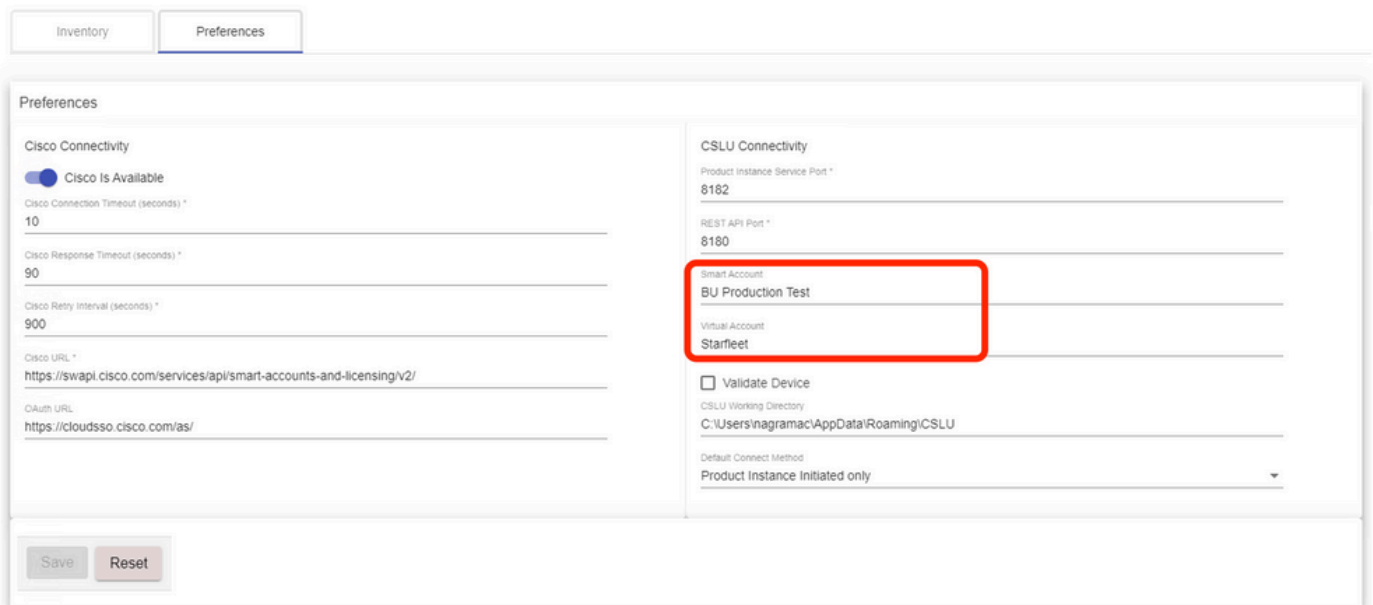 Inventory
Preferences
Preferences
Cisco Connectivity
Cisco Is Available
Cisco Connection Timeout (seconds) *
10
Cisco Response Timeout (seconds) *
90
Cisco Retry Interval (seconds) *
900
Cisco URL *
https://swapi.cisco.com/services/api/smart-accounts-and-licensing/v2/
OAuth URL
https://cloudsso.cisco.com/as/
CSLU Connectivity
Product Instance Service Port *
8182
REST API Port *
8180
Smart Account
BU Production Test
Virtual Account
Starfleet
Validate Device
CSLU Working Directory
C:\Users\nagramac\AppData\Roaming\CSLU
Default Connect Method
Product Instance Initiated only
Save
Reset